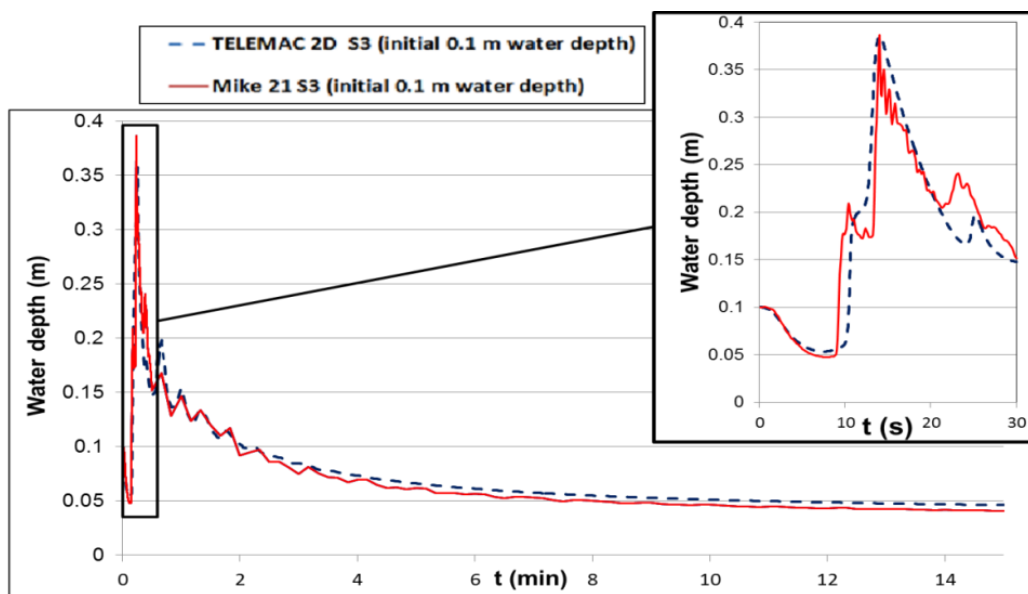 TELEMAC 2D S3 (initial 0.1 m water depth)
Mike 21 S3 (initial 0.1 m water depth)
Water depth (m)
0.4
0.35
0.3
0.25
0.2
0.15
0.1
0.05
0
0 2 4 t (min) 6 8 10 12 14
Water depth (m)
0.4
0.35
0.3
0.25
0.2
0.15
0.1
0.05
0
0 10 20 30
t (s)